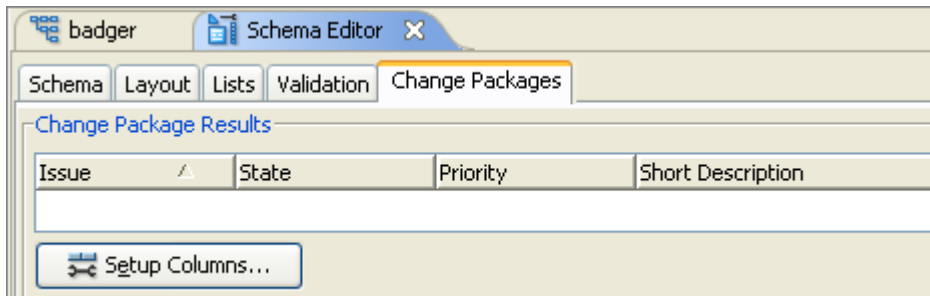 badger Schema Editor
Schema Layout Lists Validation Change Packages
Change Package Results
Issue State Priority Short Description
Setup Columns...